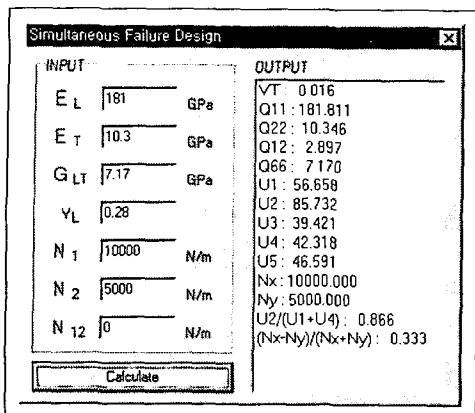 Simultaneous Failure Design
INPUT
E L 181 GPa
E T 10.3 GPa
G LT 7.17 GPa
γL 0.28
N 1 10000 N/m
N 2 5000 N/m
N 12 0 N/m
Calculate
OUTPUT
VT : 0.016
Q11 : 181.811
Q22 : 10.346
Q12 : 2.897
Q66 : 7.170
U1 : 56.658
U2 : 85.732
U3 : 39.421
U4 : 42.318
U5 : 46.591
Nx : 10000.000
Ny : 5000.000
U2/(U1+U4) : 0.866
(Nx-Ny)/(Nx+Ny) : 0.333